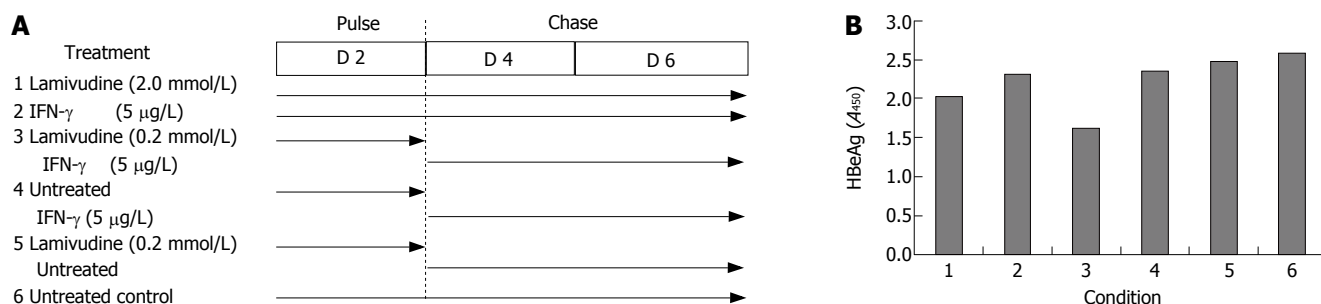 A
Pulse Chase
Treatment
D 2 D 4 D 6
1 Lamivudine (2.0 mmol/L)
2 IFN-γ (5 μg/L)
3 Lamivudine (0.2 mmol/L)
IFN-γ (5 μg/L)
4 Untreated
IFN-γ (5 μg/L)
5 Lamivudine (0.2 mmol/L)
Untreated
6 Untreated control
B
HBeAg (A450)
3.0
2.5
2.0
1.5
1.0
0.5
0.0
1 2 3 4 5 6
Condition